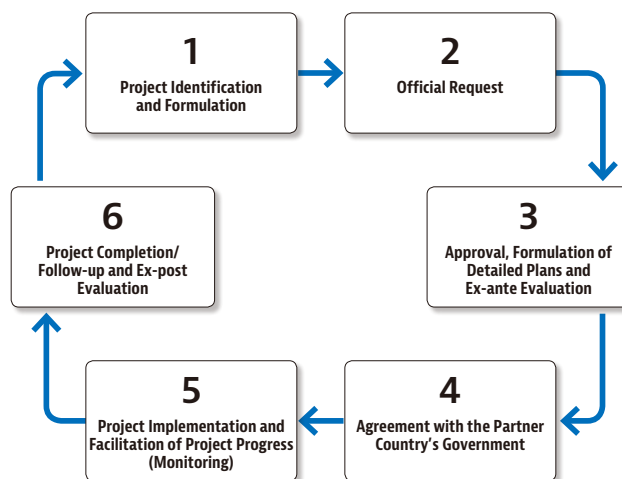 1
Project Identification
and Formulation
2
Official Request
3
Approval, Formulation of
Detailed Plans and
Ex-ante Evaluation
4
Agreement with the Partner
Country's Government
5
Project Implementation and
Facilitation of Project Progress
(Monitoring)
6
Project Completion/
Follow-up and Ex-post
Evaluation